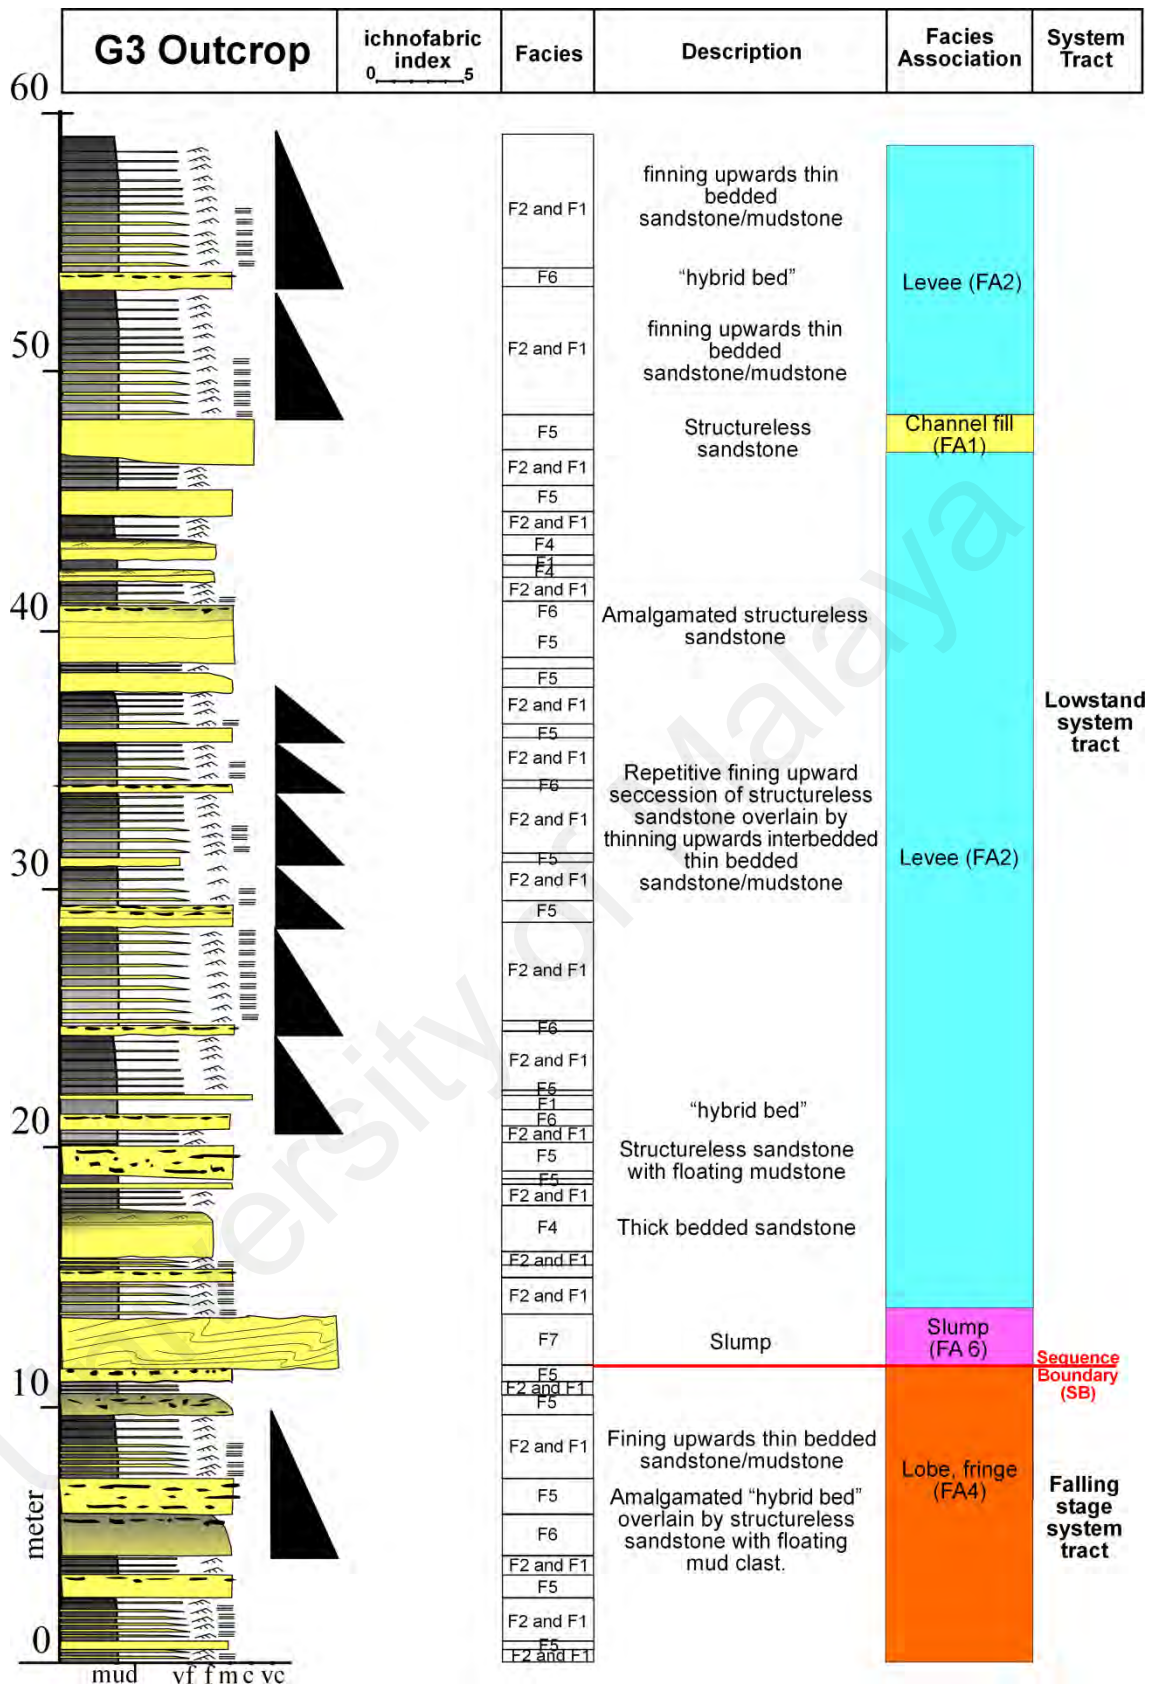 G3 Outcrop
ichnofabric
index
0 5
Facies
Description
Facies
Association
System
Tract
60
50
40
30
20
10
0
meter
mud vf f m c vc
F2 and F1
F6
F2 and F1
F5
F2 and F1
F5
F2 and F1
F4
F1
F4
F2 and F1
F6
F5
F5
F2 and F1
F5
F2 and F1
F6
F2 and F1
F5
F2 and F1
F5
F2 and F1
F6
F2 and F1
F5
F1
F6
F2 and F1
F5
F5
F2 and F1
F4
F2 and F1
F2 and F1
F7
F5
F2 and F1
F5
F2 and F1
F5
F6
F2 and F1
F5
F2 and F1
F5
F2 and F1
finning upwards thin
bedded
sandstone/mudstone
“hybrid bed”
finning upwards thin
bedded
sandstone/mudstone
Structureless
sandstone
Amalgamated structureless
sandstone
Repetitive fining upward
seccession of structureless
sandstone overlain by
thinning upwards interbedded
thin bedded
sandstone/mudstone
“hybrid bed”
Structureless sandstone
with floating mudstone
Thick bedded sandstone
Slump
Fining upwards thin bedded
sandstone/mudstone
Amalgamated “hybrid bed”
overlain by structureless
sandstone with floating
mud clast.
Levee (FA2)
Channel fill
(FA1)
Levee (FA2)
Slump
(FA 6)
Lobe, fringe
(FA4)
Lowstand
system
tract
Sequence
Boundary
(SB)
Falling
stage
system
tract
University of Malaya